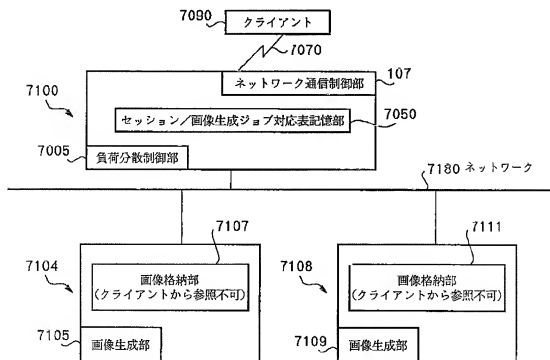 7090
クライアント
7070
107
ネットワーク通信制御部
7100
セッション／画像生成ジョブ対応表記憶部
7050
7005
負荷分散制御部
7180 ネットワーク
7107
7111
7104
画像格納部
(クライアントから参照不可)
7108
画像格納部
(クライアントから参照不可)
7105
画像生成部
7109
画像生成部